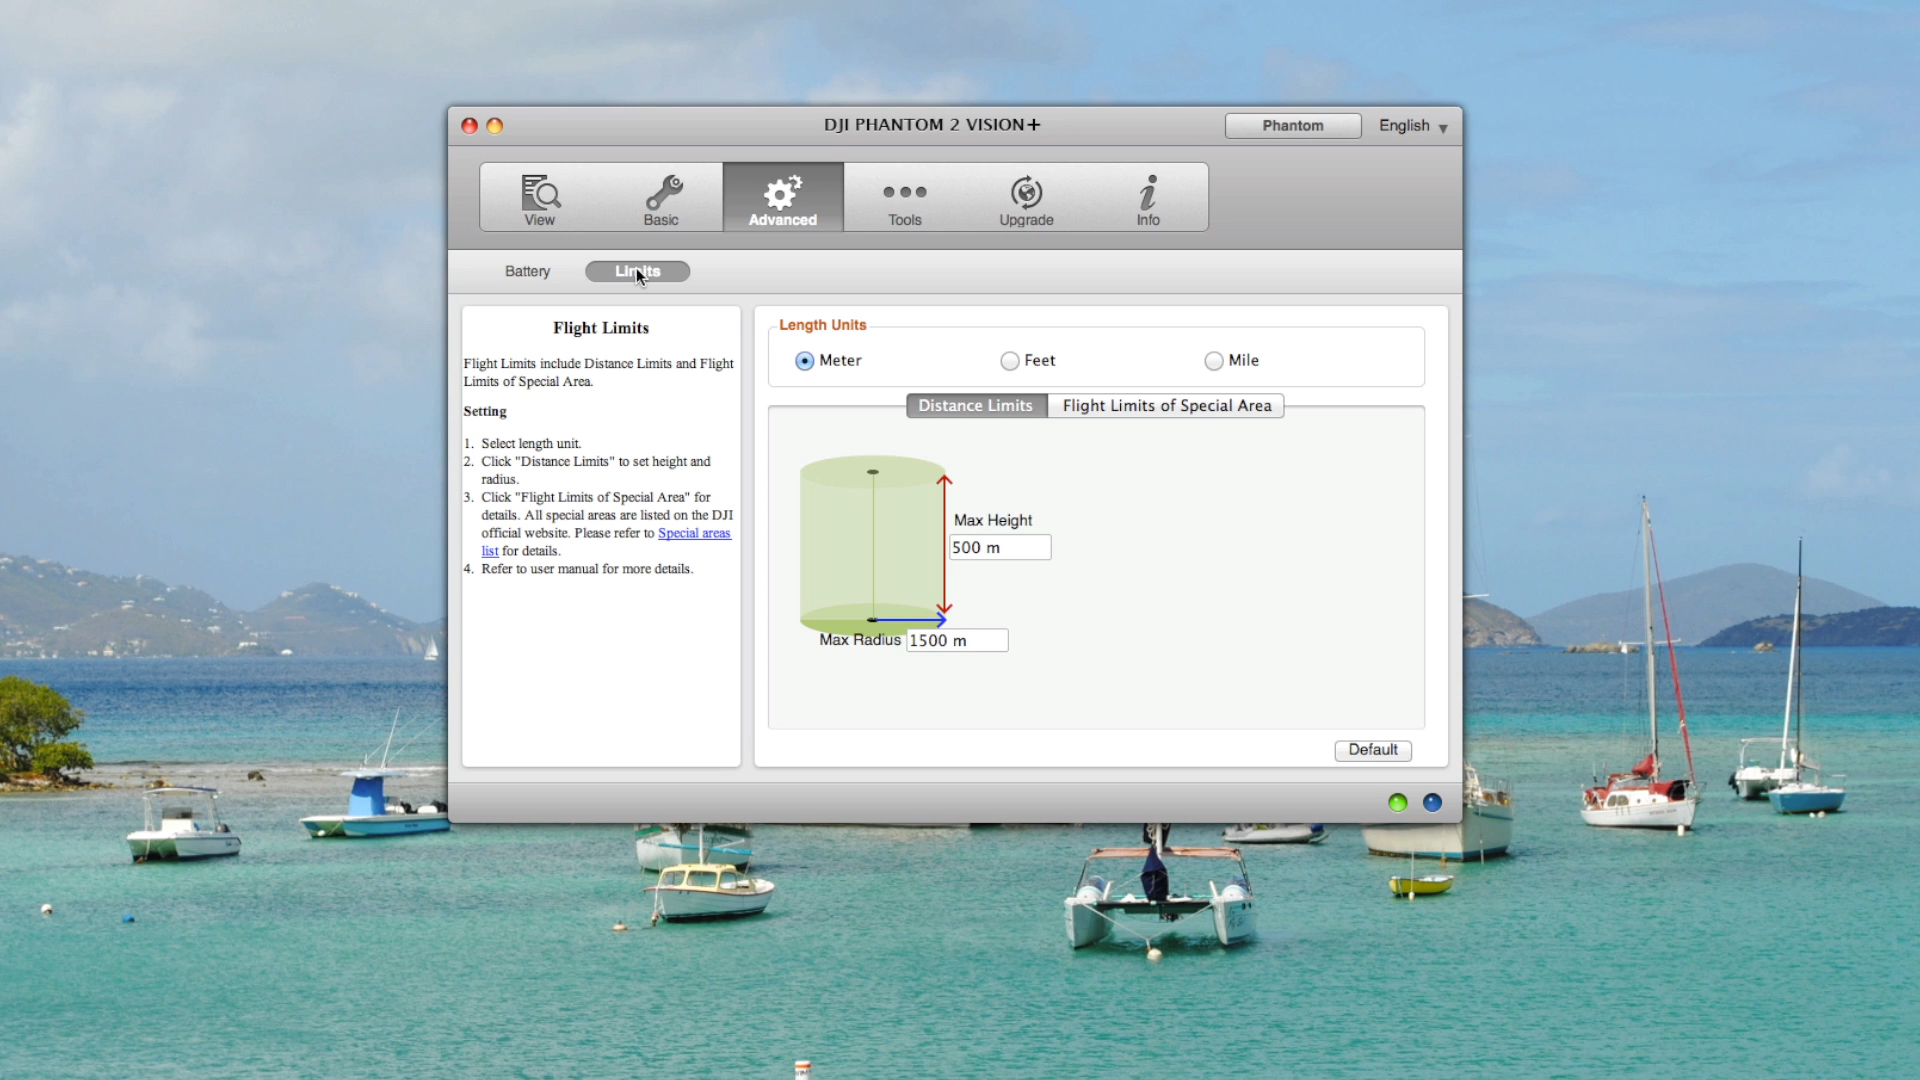 DJI PHANTOM 2 VISION+
Phantom
English
View
Basic
Advanced
Tools
Upgrade
Info
Battery
Limits
Flight Limits
Flight Limits include Distance Limits and Flight
Limits of Special Area.
Setting
1. Select length unit.
2. Click "Distance Limits" to set height and
radius.
3. Click "Flight Limits of Special Area" for
details. All special areas are listed on the DJI
official website. Please refer to Special areas
list for details.
4. Refer to user manual for more details.
Length Units
Meter
Feet
Mile
Distance Limits
Flight Limits of Special Area
Max Height
500 m
Max Radius 1500 m
Default